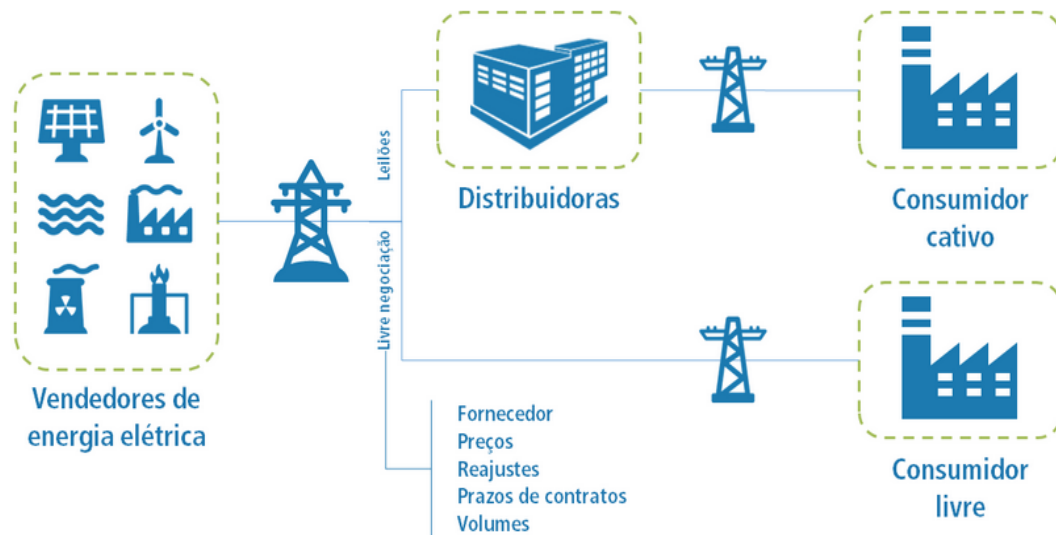 Leilões
Distribuidoras
Consumidor
cativo
Livre negociação
Vendedores de
energia elétrica
Fornecedor
Preços
Reajustes
Prazos de contratos
Volumes
Consumidor
livre